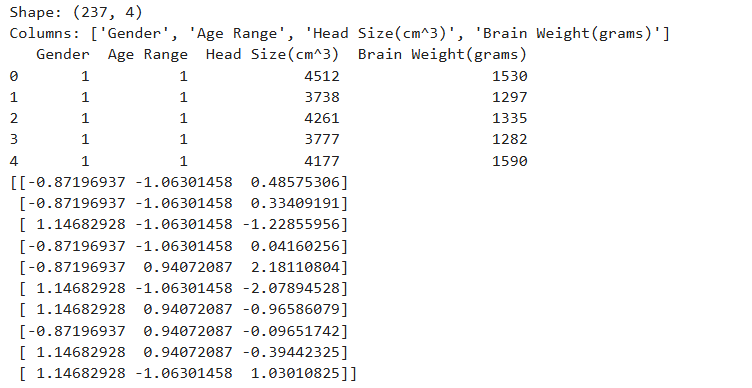 Shape: (237, 4)
Columns: ['Gender', 'Age Range', 'Head Size(cm^3)', 'Brain Weight(grams)']
   Gender  Age Range  Head Size(cm^3)  Brain Weight(grams)
0       1          1             4512                 1530
1       1          1             3738                 1297
2       1          1             4261                 1335
3       1          1             3777                 1282
4       1          1             4177                 1590
[[-0.87196937 -1.06301458  0.48575306]
 [-0.87196937 -1.06301458  0.33409191]
 [ 1.14682928 -1.06301458 -1.22855956]
 [-0.87196937 -1.06301458  0.04160256]
 [-0.87196937  0.94072087  2.18110804]
 [ 1.14682928 -1.06301458 -2.07894528]
 [ 1.14682928  0.94072087 -0.96586079]
 [-0.87196937  0.94072087 -0.09651742]
 [ 1.14682928  0.94072087 -0.39442325]
 [ 1.14682928 -1.06301458  1.03010825]]